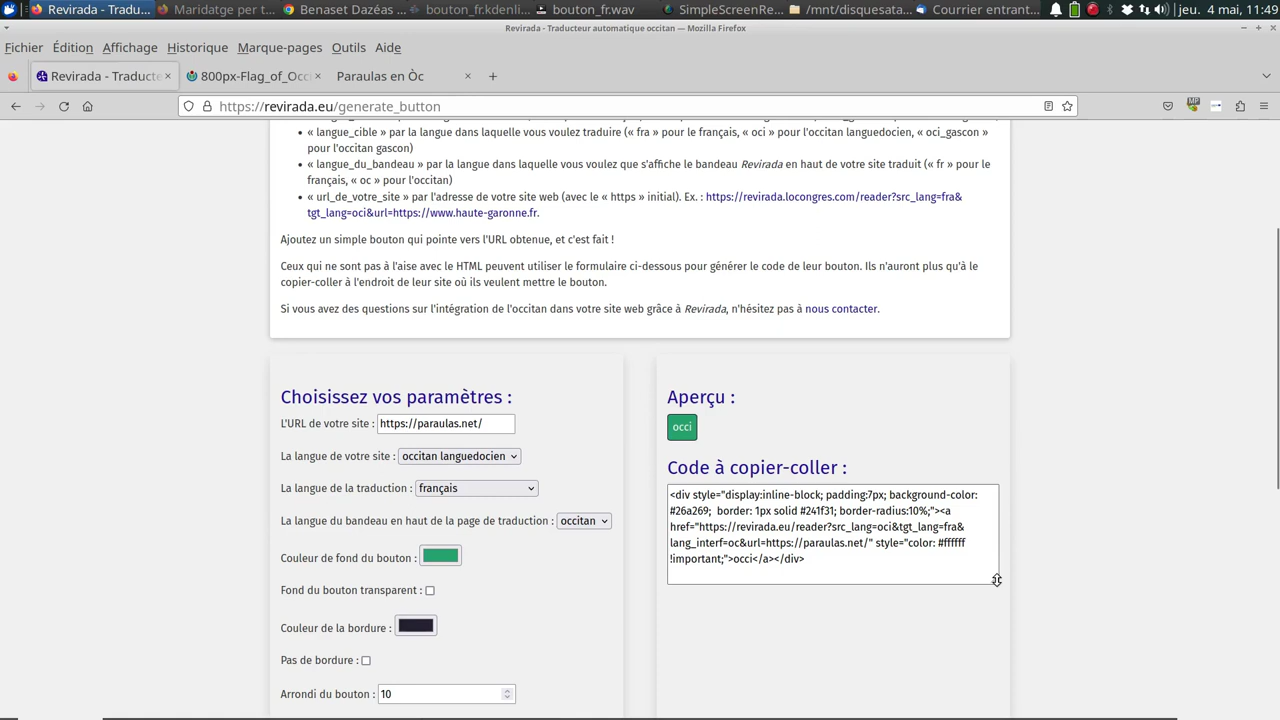 Revirada - Tradu...
Maridatge per t...
Benaset Dazéas ...
bouton_fr.kdenli...
bouton_fr.wav
SimpleScreenRe...
/mnt/disquesata...
Courrier entrant...
jeu. 4 mai, 11:49
Revirada - Traducteur automatique occitan — Mozilla Firefox
Fichier Édition Affichage Historique Marque-pages Outils Aide
Revirada - Traducte
800px-Flag_of_Occ
Paraulas en Òc
https://revirada.eu/generate_button
« langue_cible » par la langue dans laquelle vous voulez traduire (« fra » pour le français, « oci » pour l'occitan languedocien, « oci_gascon »
pour l'occitan gascon)
« langue_du_bandeau » par la langue dans laquelle vous voulez que s'affiche le bandeau Revirada en haut de votre site traduit (« fr » pour le
français, « oc » pour l'occitan)
« url_de_votre_site » par l'adresse de votre site web (avec le « https » initial). Ex. : https://revirada.locongres.com/reader?src_lang=fra&
tgt_lang=oci&url=https://www.haute-garonne.fr.
Ajoutez un simple bouton qui pointe vers l'URL obtenue, et c'est fait !
Ceux qui ne sont pas à l'aise avec le HTML peuvent utiliser le formulaire ci-dessous pour générer le code de leur bouton. Ils n'auront plus qu'à le
copier-coller à l'endroit de leur site où ils veulent mettre le bouton.
Si vous avez des questions sur l'intégration de l'occitan dans votre site web grâce à Revirada, n'hésitez pas à nous contacter.
Choisissez vos paramètres :
L'URL de votre site : https://paraulas.net/
La langue de votre site : occitan languedocien
La langue de la traduction : français
La langue du bandeau en haut de la page de traduction : occitan
Couleur de fond du bouton :
Fond du bouton transparent :
Couleur de la bordure :
Pas de bordure :
Arrondi du bouton : 10
Aperçu :
occi
Code à copier-coller :
<div style="display:inline-block; padding:7px; background-color:
#26a269;  border: 1px solid #241f31; border-radius:10%;"><a
href="https://revirada.eu/reader?src_lang=oci&tgt_lang=fra&
lang_interf=oc&url=https://paraulas.net/" style="color: #ffffff
!important;">occi</a></div>